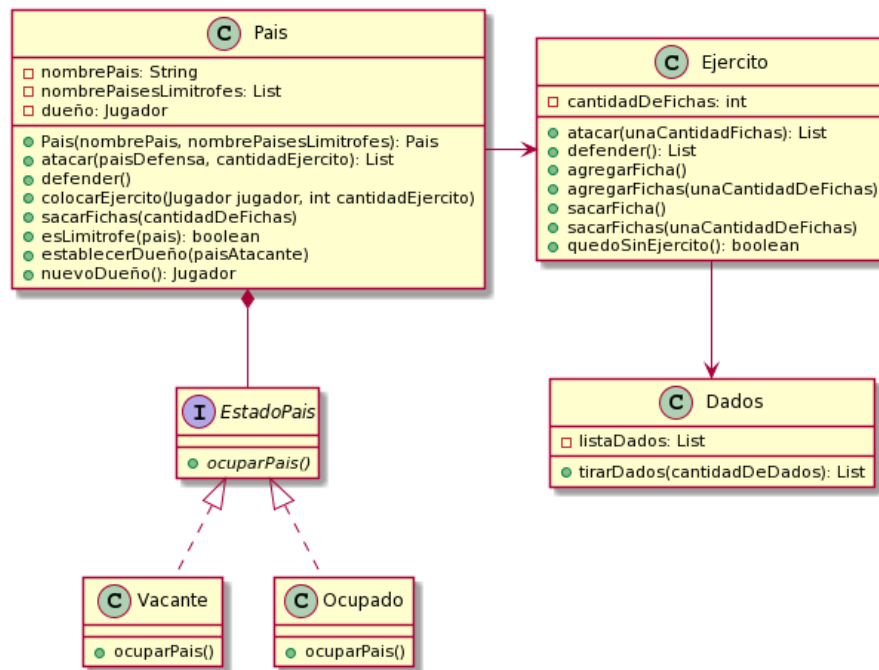 C Pais
nombrePais: String
nombrePaisesLimitrofes: List
dueño: Jugador
Pais(nombrePais, nombrePaisesLimitrofes): Pais
atacar(paisDefensa, cantidadEjercito): List
defender()
colocarEjercito(Jugador jugador, int cantidadEjercito)
sacarFichas(cantidadDeFichas)
esLimitrofe(pais): boolean
establecerDueño(paisAtacante)
nuevoDueño(): Jugador
C Ejercito
cantidadDeFichas: int
atacar(unaCantidadFichas): List
defender(): List
agregarFicha()
agregarFichas(unaCantidadDeFichas)
sacarFicha()
sacarFichas(unaCantidadDeFichas)
quedoSinEjercito(): boolean
I EstadoPais
ocuparPais()
C Dados
listaDados: List
tirarDados(cantidadDeDados): List
C Vacante
ocuparPais()
C Ocupado
ocuparPais()